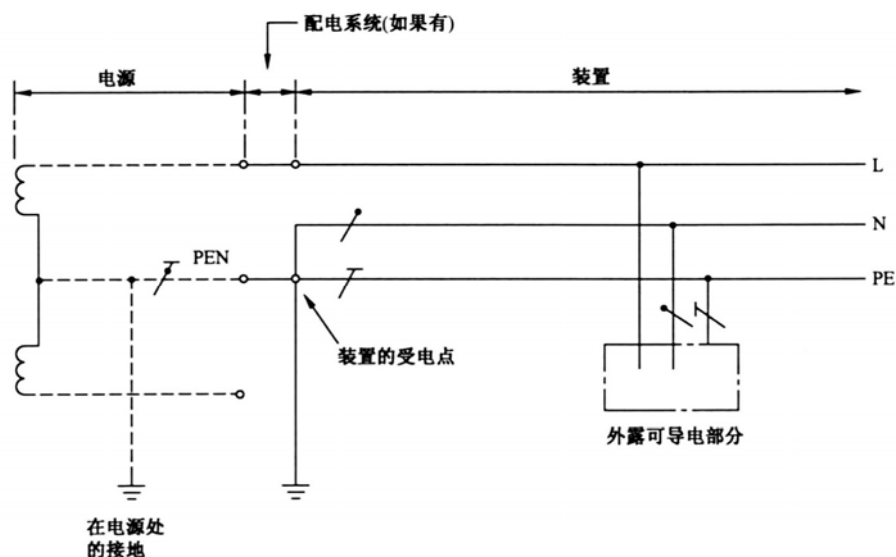 配电系统(如果有)
电源
装置
L
N
PEN
PE
装置的受电点
外露可导电部分
在电源处
的接地